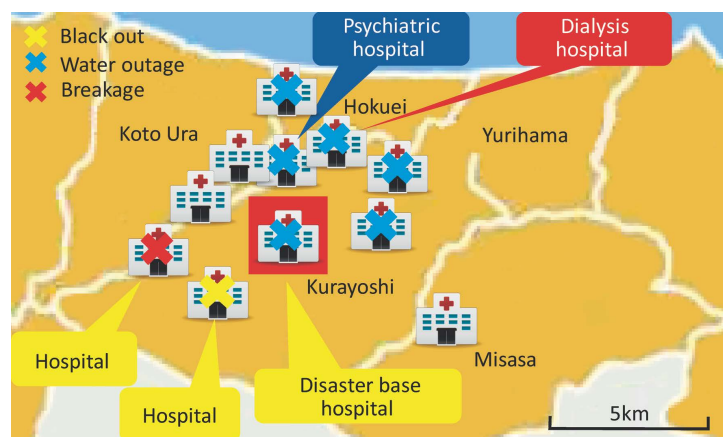 Black out
Water outage
Breakage
Psychiatric
hospital
Dialysis
hospital
Hokuei
Koto Ura
Yurihama
Kurayoshi
Misasa
Hospital
Hospital
Disaster base
hospital
5km